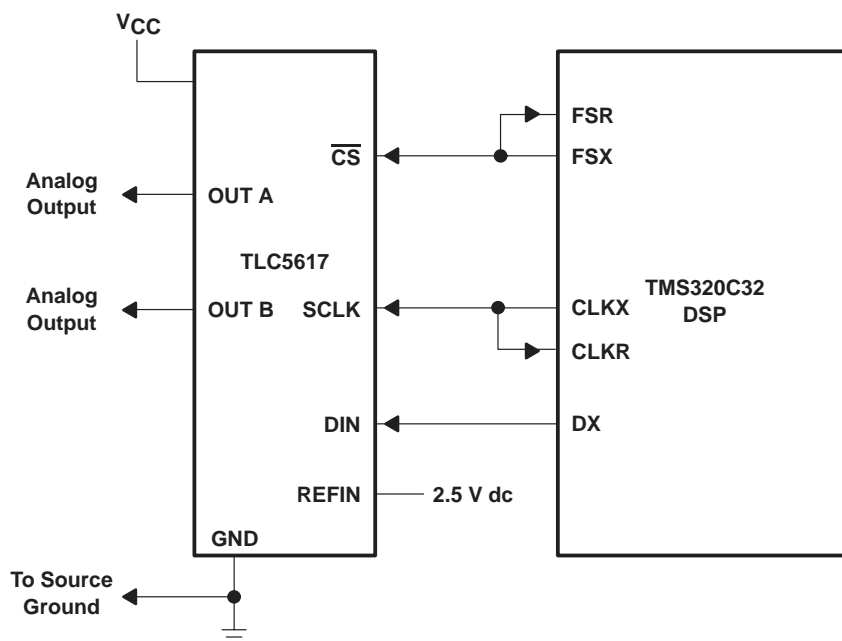 VCC
FSR
CS
FSX
Analog
Output
OUT A
TLC5617
TMS320C32
DSP
Analog
Output
OUT B
SCLK
CLKX
CLKR
DIN
DX
REFIN
2.5 V dc
GND
To Source
Ground